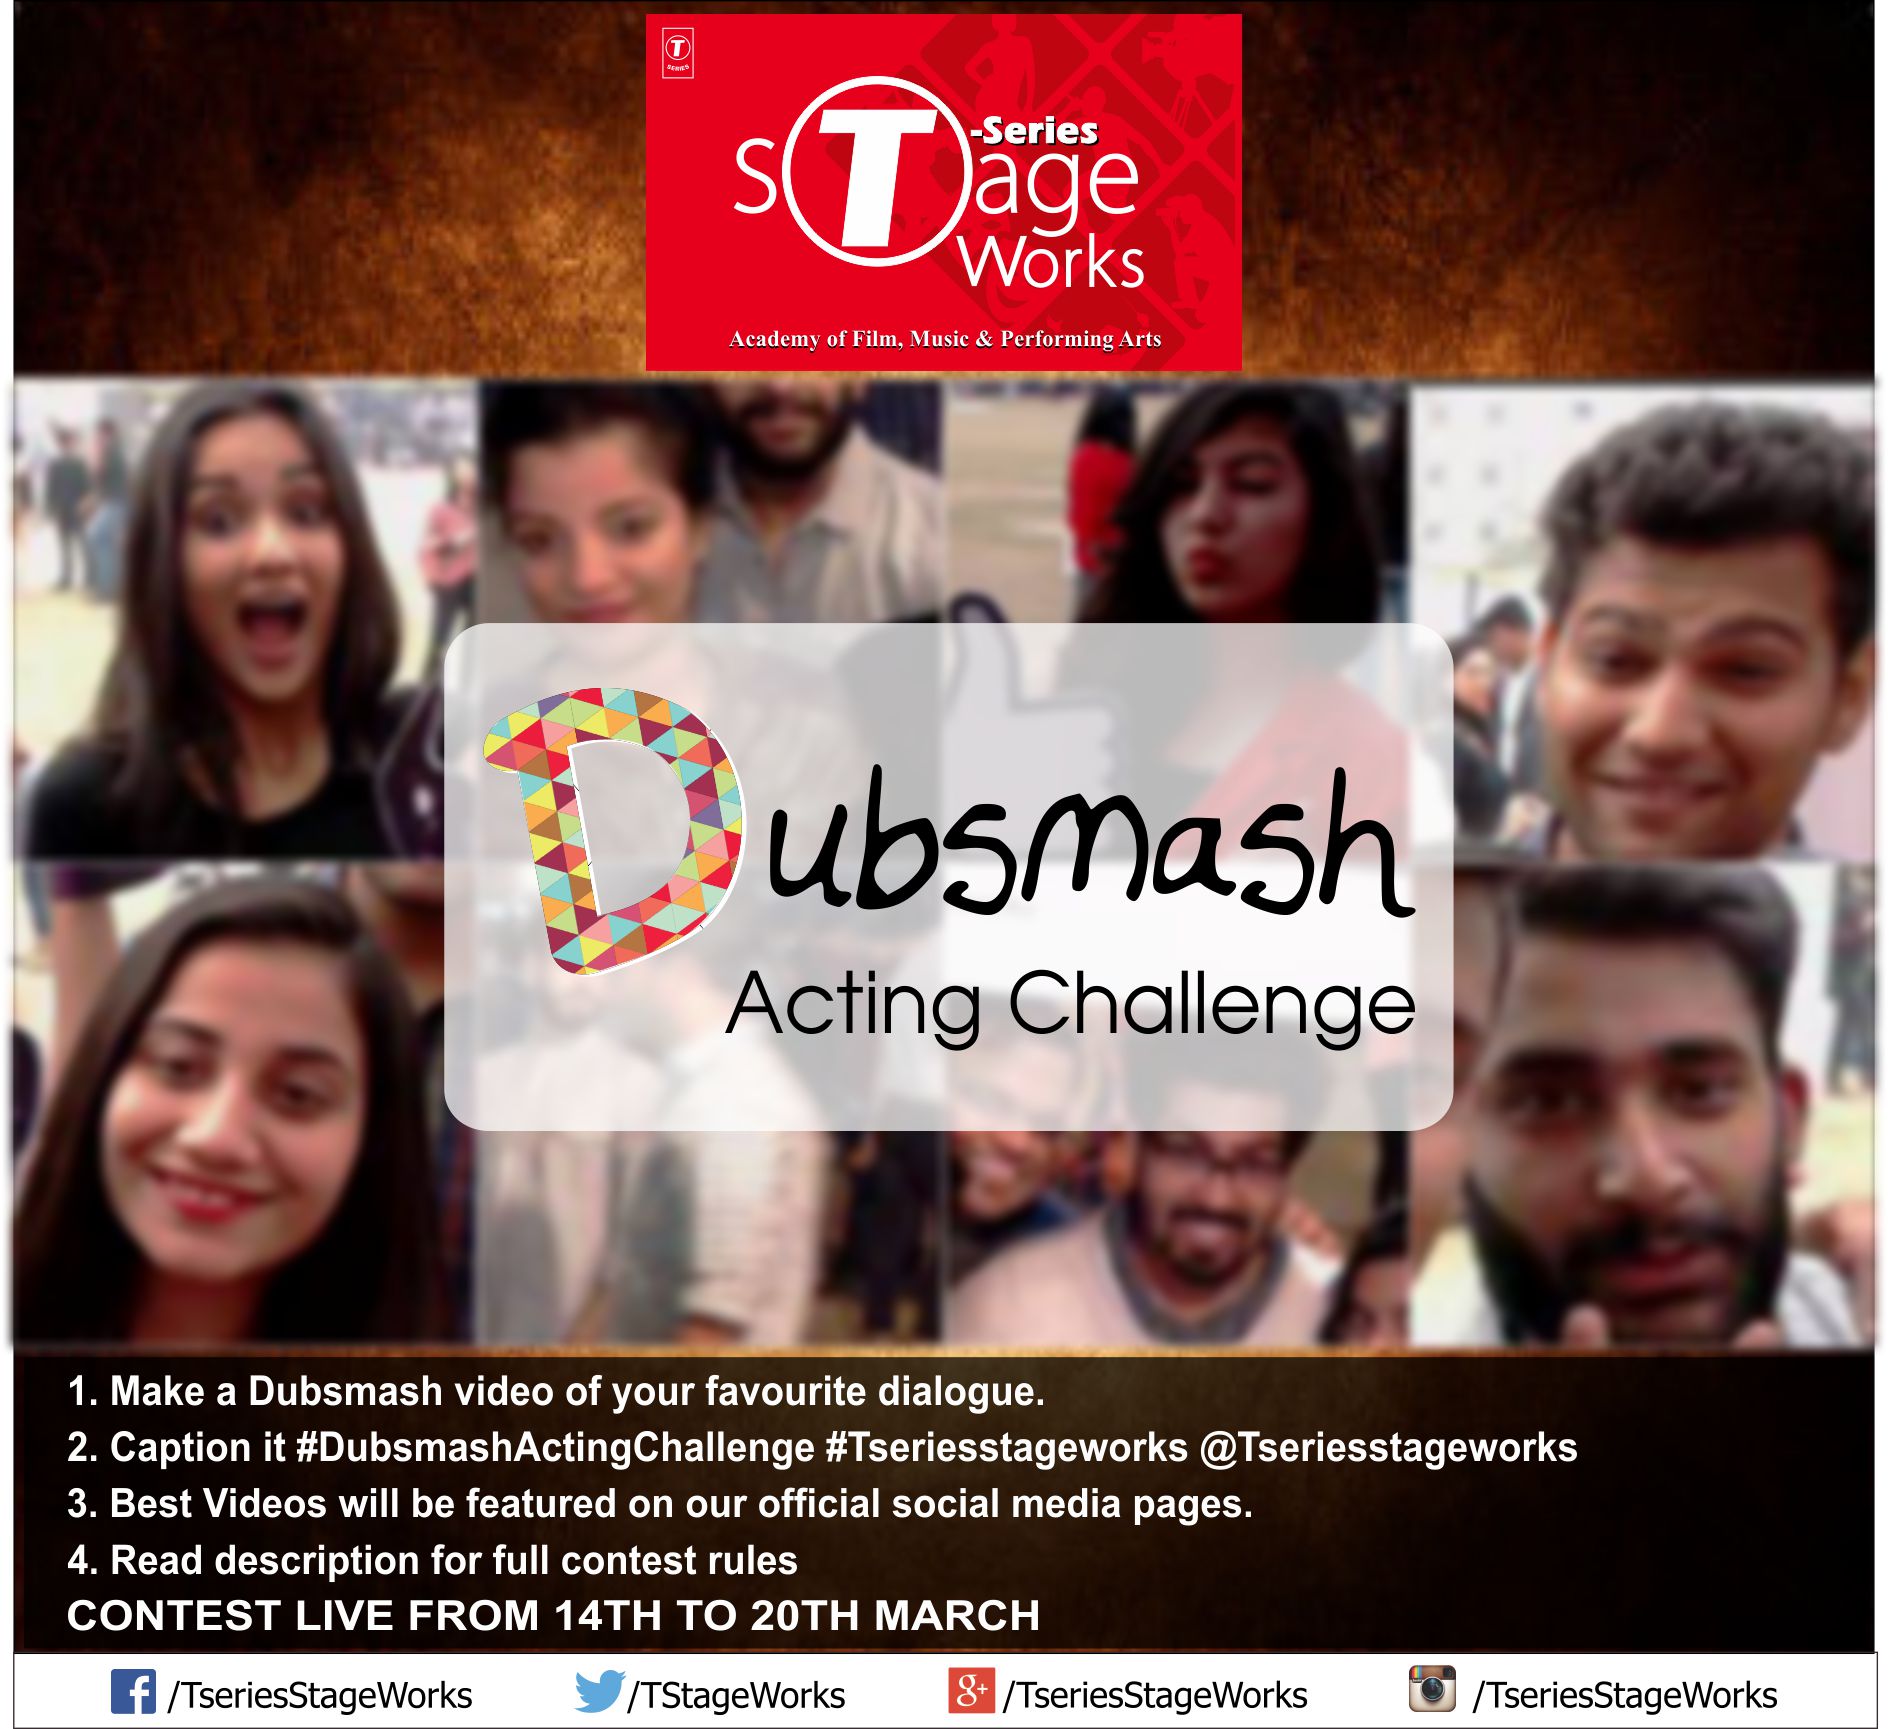 T
SERIES
sTage
-Series
Works
Academy of Film, Music & Performing Arts
Dubsmash
Acting Challenge
1. Make a Dubsmash video of your favourite dialogue.
2. Caption it #DubsmashActingChallenge #Tseriesstageworks @Tseriesstageworks
3. Best Videos will be featured on our official social media pages.
4. Read description for full contest rules
CONTEST LIVE FROM 14TH TO 20TH MARCH
f /TseriesStageWorks /TStageWorks g+ /TseriesStageWorks /TseriesStageWorks